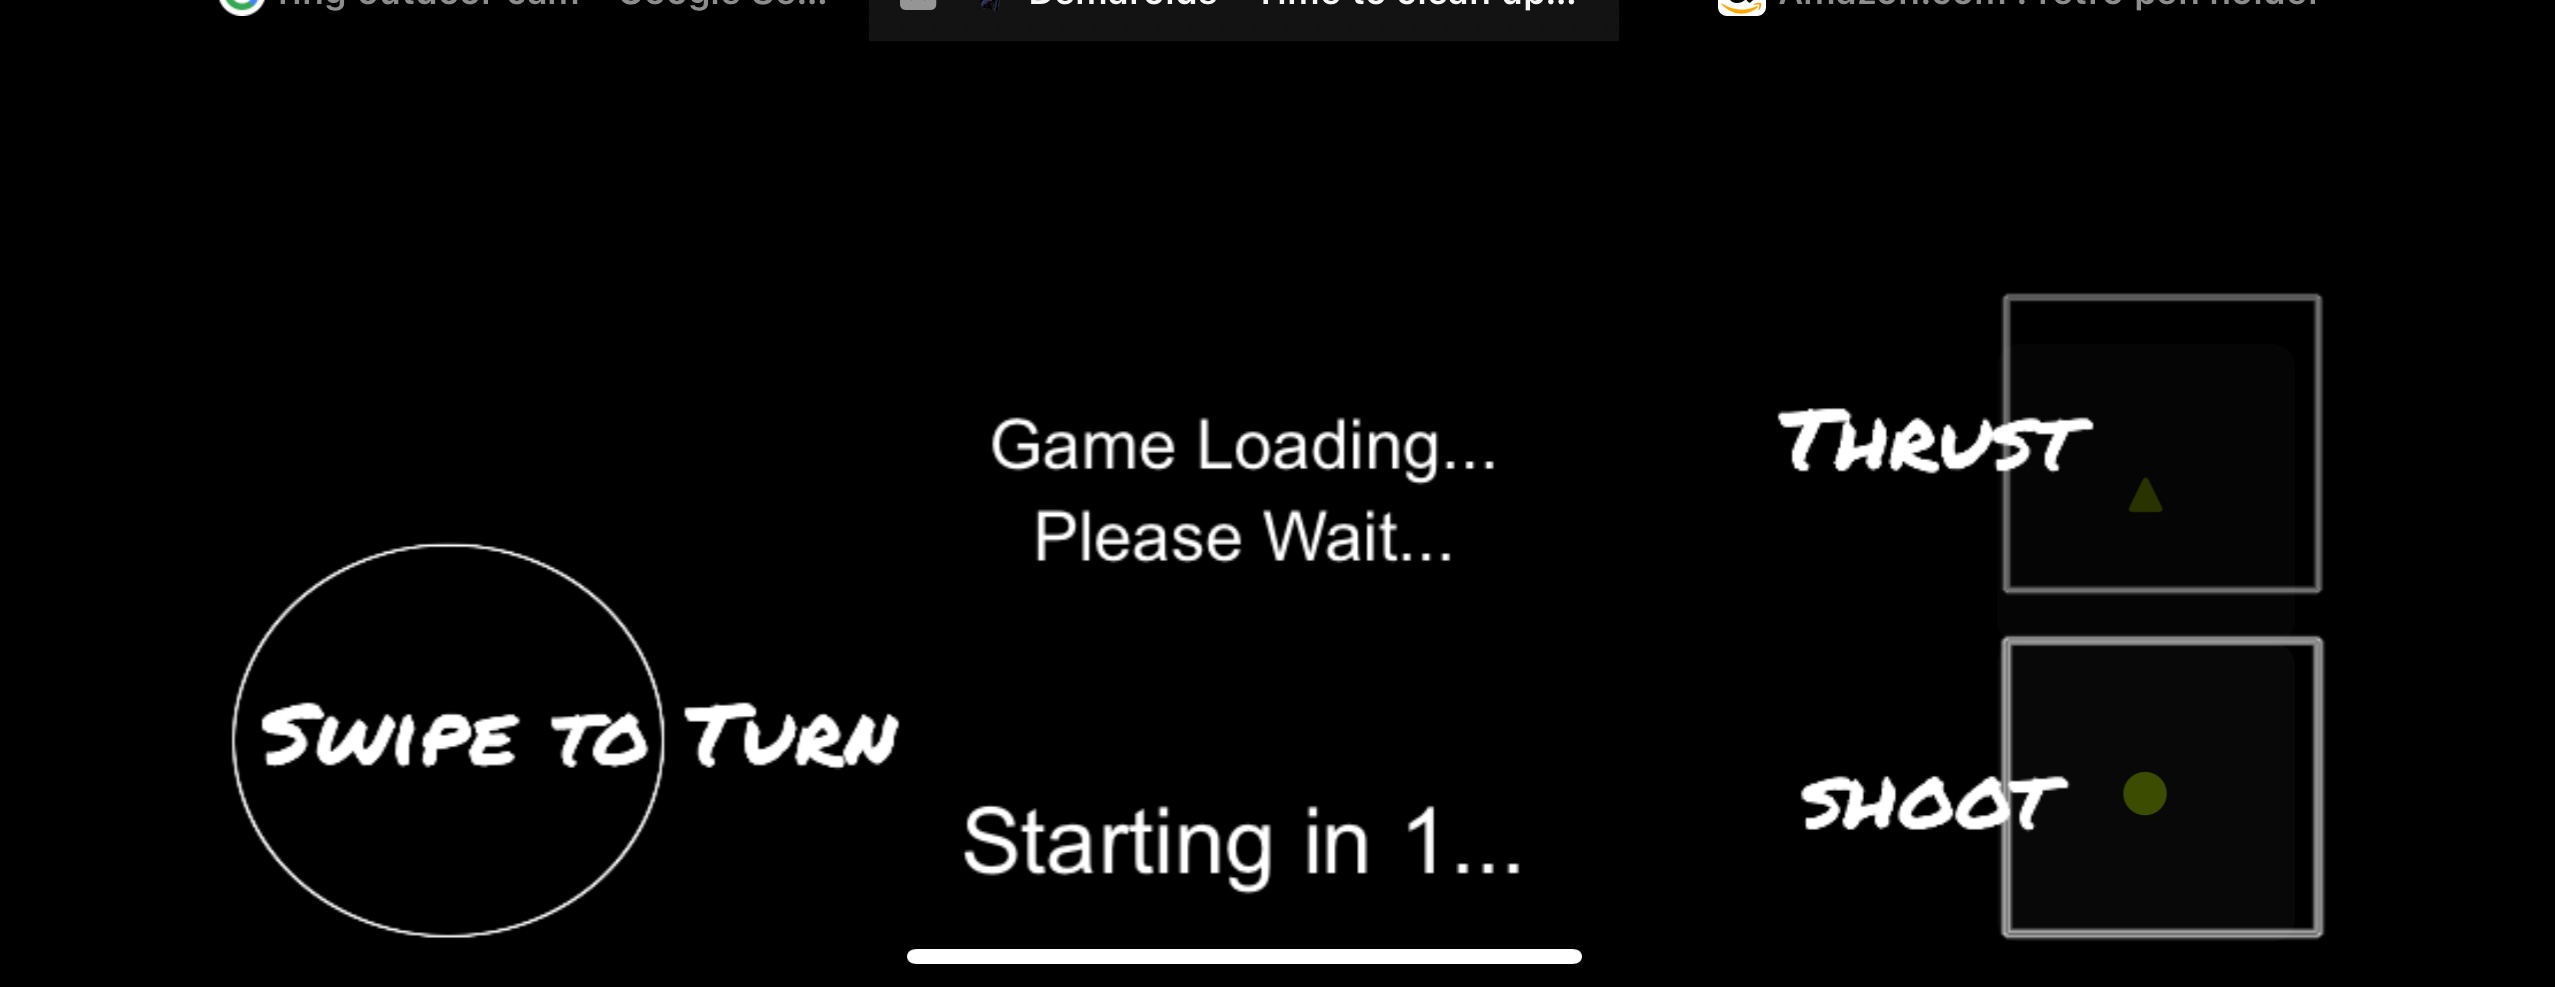 Game Loading...
Please Wait...
Thrust
Swipe to Turn
shoot
Starting in 1...